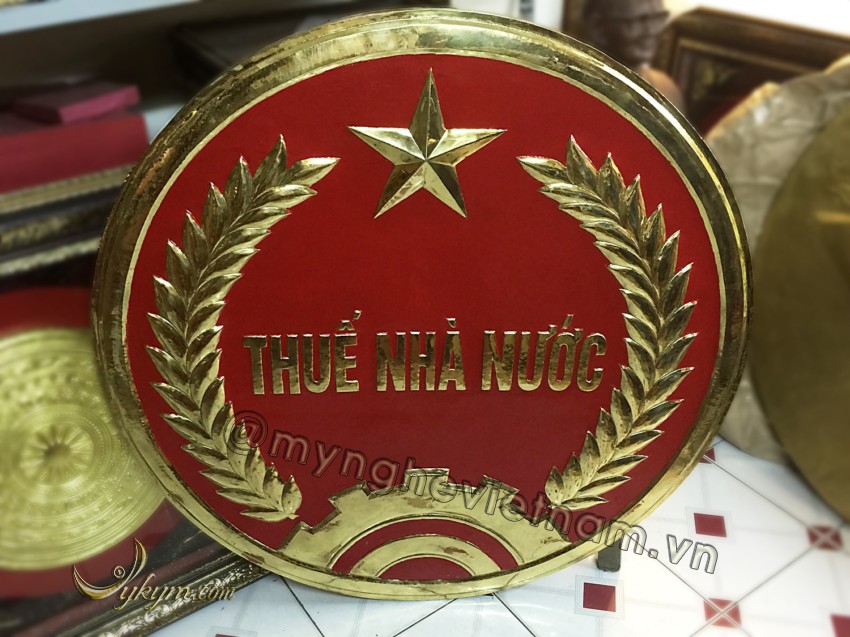 THUẾ NHÀ NƯỚC
@mynghevietnam.vn
Vykym.com